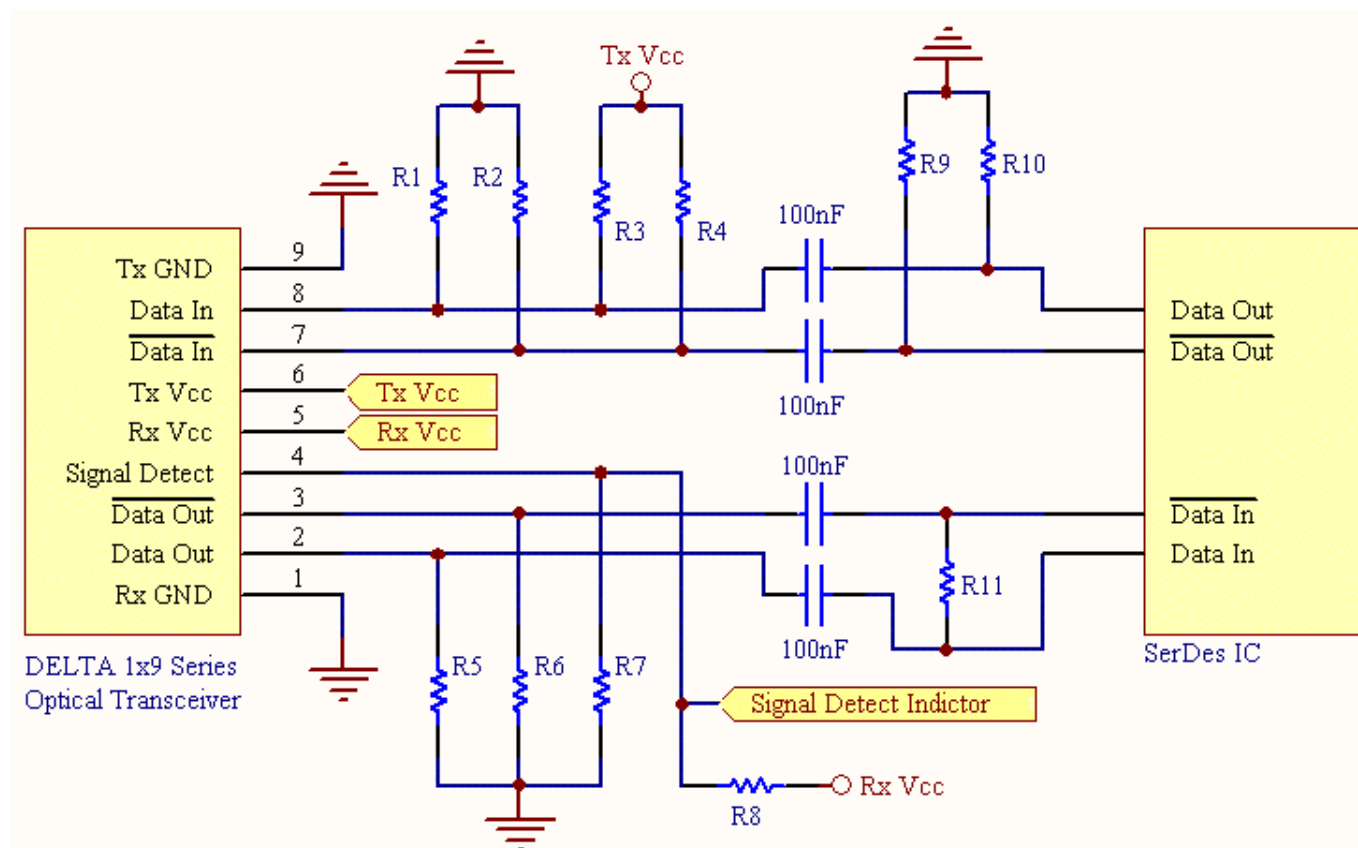 Tx Vcc
R1
R2
R3
R4
R9
R10
100nF
100nF
Tx GND
9
Data In
8
Data In
7
Tx Vcc
6
Tx Vcc
Rx Vcc
5
Rx Vcc
Signal Detect
4
Data Out
3
Data Out
2
Rx GND
1
DELTA 1x9 Series
Optical Transceiver
Data Out
Data Out
Data In
Data In
SerDes IC
100nF
100nF
R11
R5
R6
R7
Signal Detect Indictor
R8
Rx Vcc